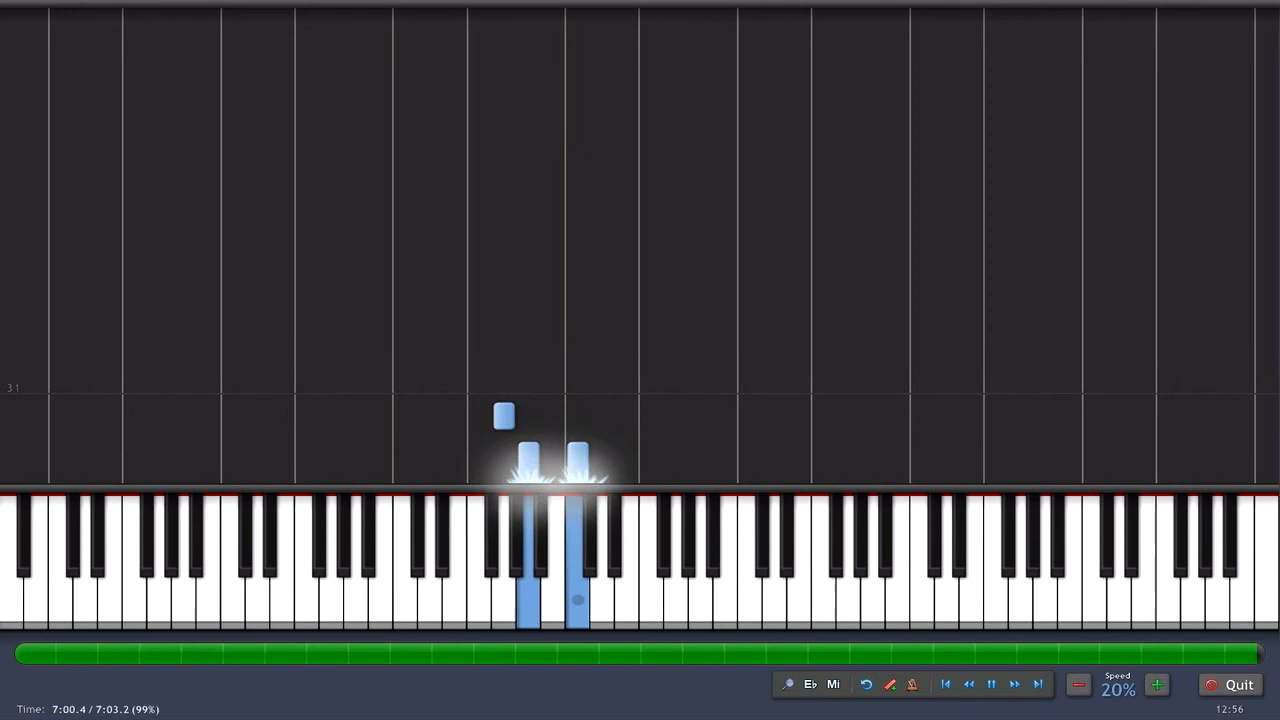 31
E♭ Mi
Speed
20%
Quit
Time: 7:00.4 / 7:03.2 (99%)
12:56